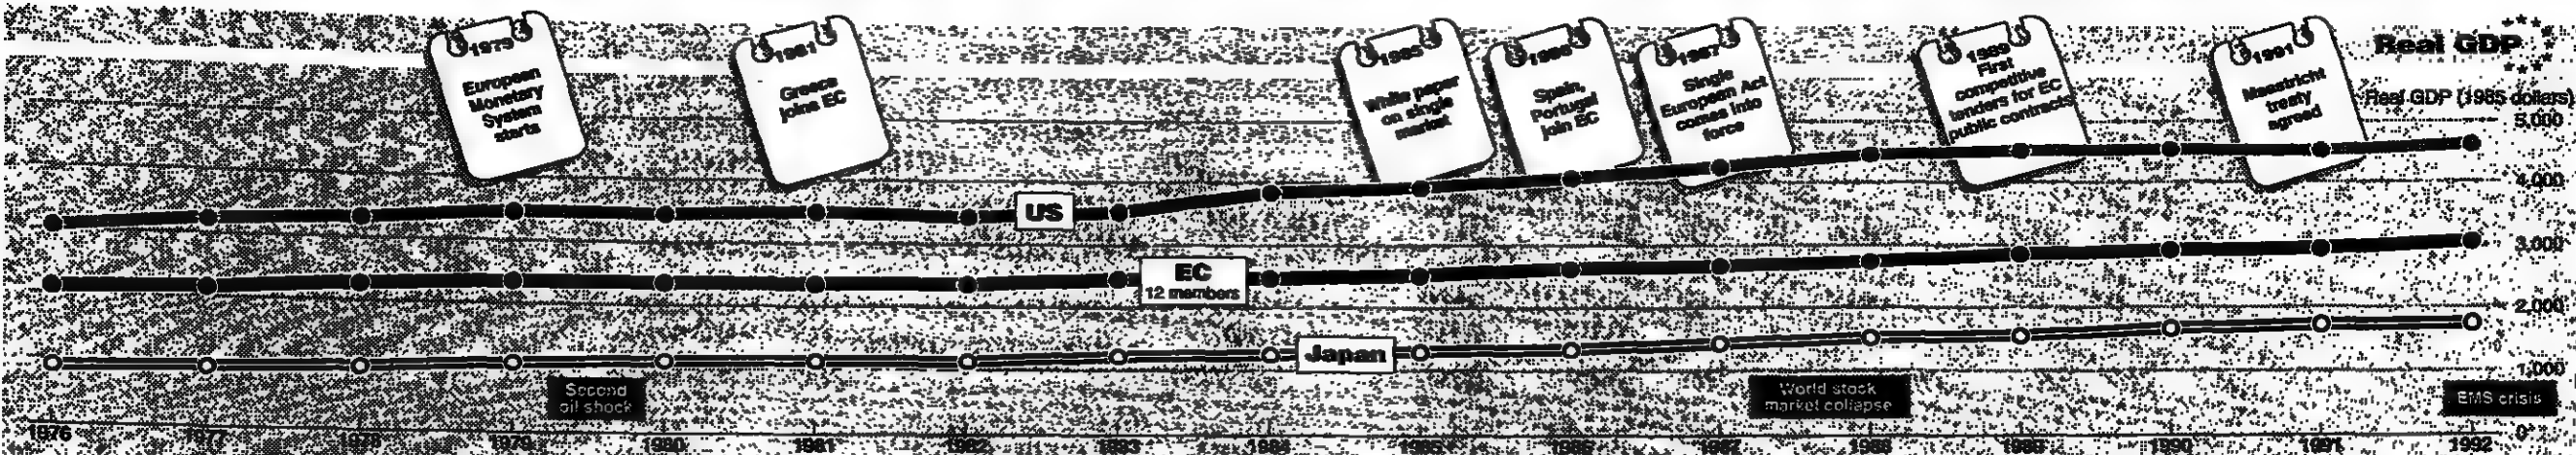 1979
European
Monetary
System
starts
1981
Greece
joins EC
1985
White paper
on single
market
1986
Spain,
Portugal
join EC
1987
Single
European Act
comes into
force
1989
First
competitive
tenders for EC
public contracts
1991
Maastricht
treaty
agreed
Real GDP
Real GDP (1985 dollars)
5,000
4,000
3,000
2,000
1,000
0
US
EC
12 members
Japan
Second
oil shock
World stock
market collapse
EMS crisis
1976 1977 1978 1979 1980 1981 1982 1983 1984 1985 1986 1987 1988 1989 1990 1991 1992